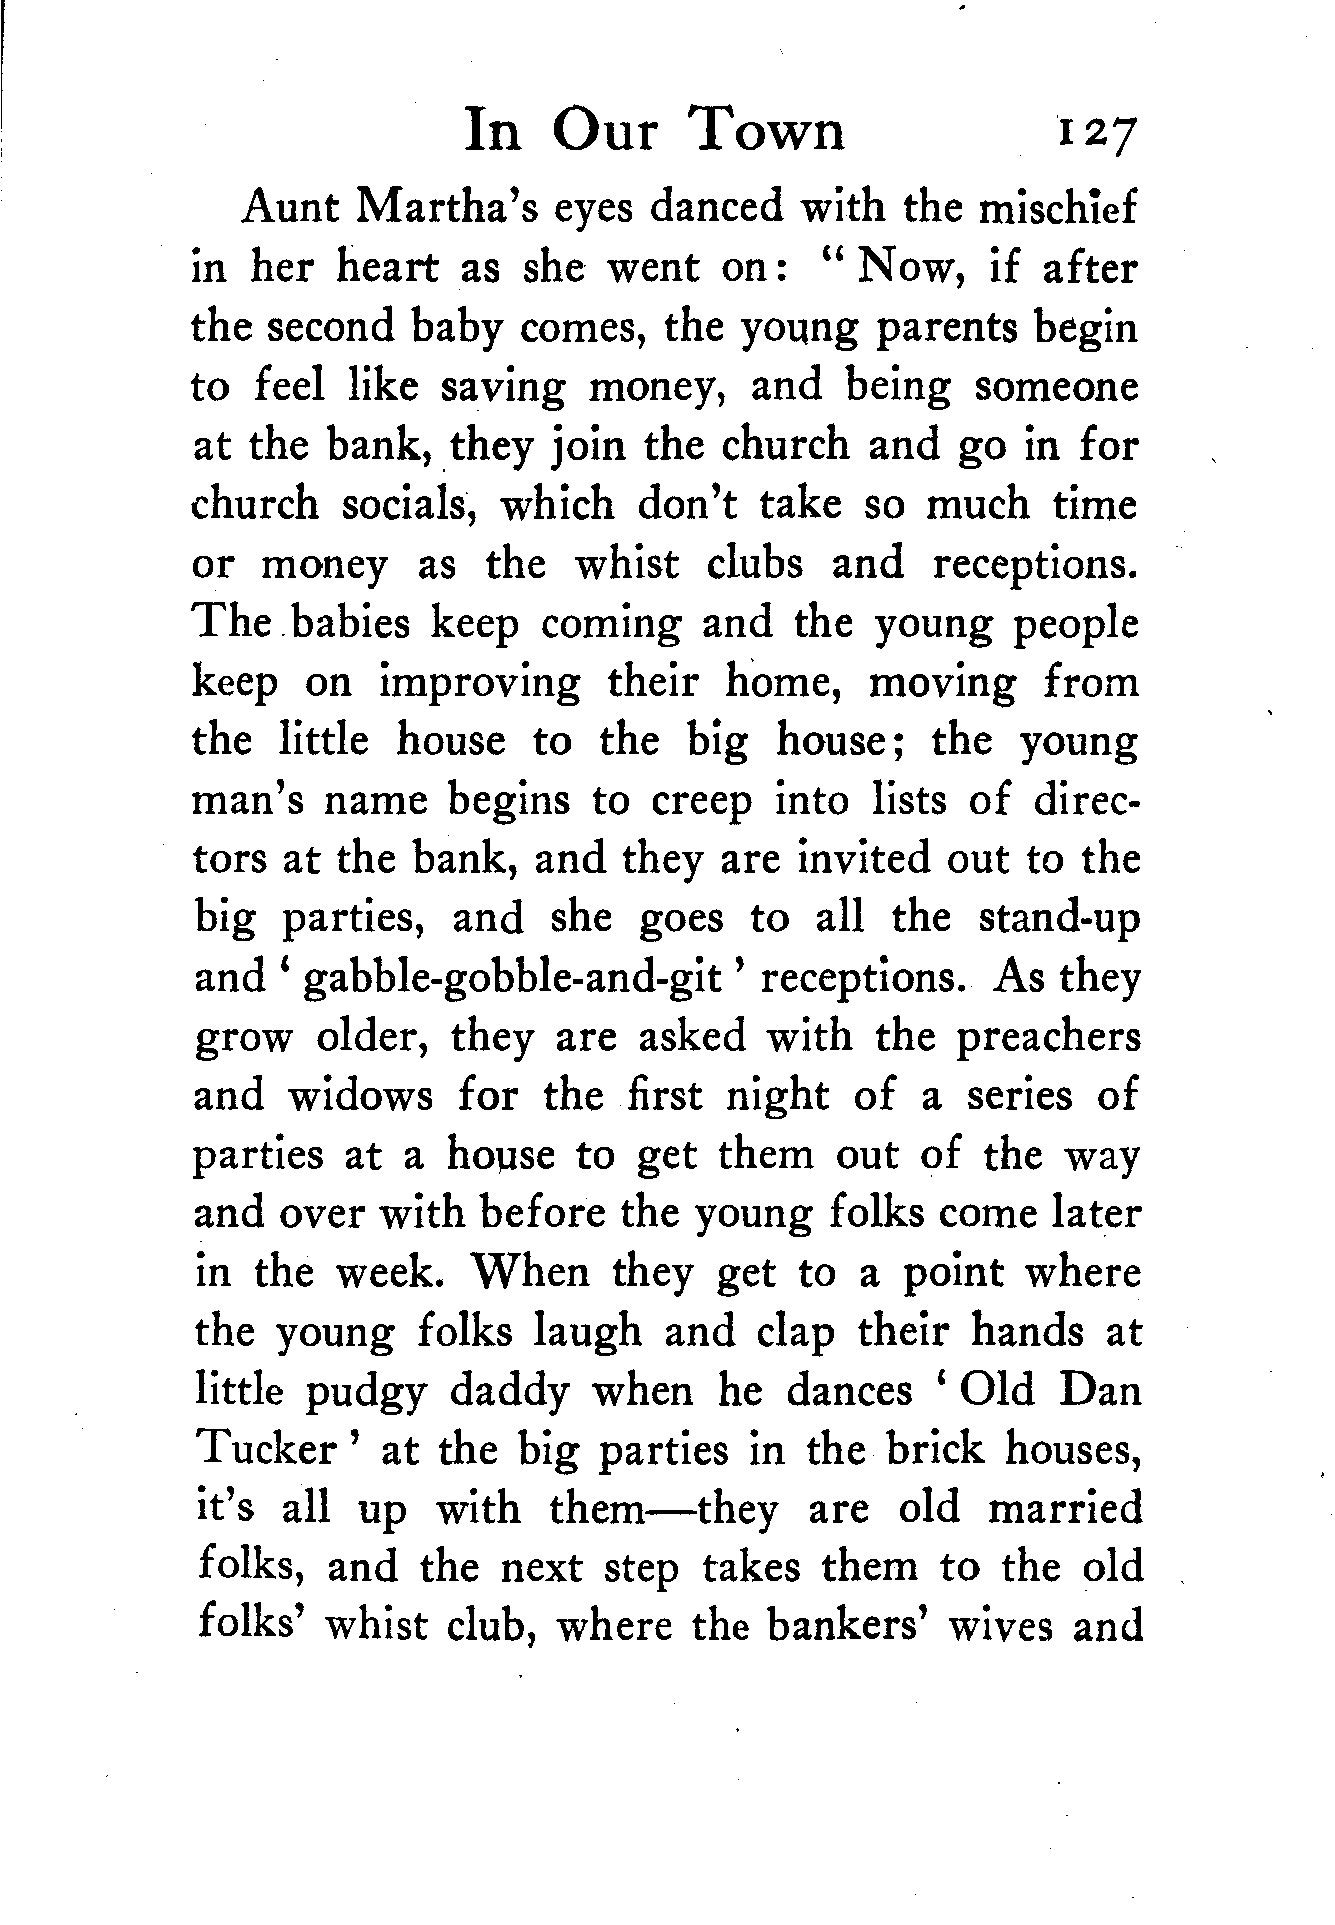 In Our Town 127
Aunt Martha's eyes danced with the mischief
in her heart as she went on: “ Now, if after
the second baby comes, the young parents begin
to feel like saving money, and being someone
at the bank, they join the church and go in for
church socials, which don't take so much time
or money as the whist clubs and receptions.
The babies keep coming and the young people
keep on improving their home, moving from
the little house to the big house; the young
man's name begins to creep into lists of direc-
tors at the bank, and they are invited out to the
big parties, and she goes to all the stand-up
and ‘ gabble-gobble-and-git ’ receptions. As they
grow older, they are asked with the preachers
and widows for the first night of a series of
parties at a house to get them out of the way
and over with before the young folks come later
in the week. When they get to a point where
the young folks laugh and clap their hands at
little pudgy daddy when he dances ‘ Old Dan
Tucker ’ at the big parties in the brick houses,
it's all up with them—they are old married
folks, and the next step takes them to the old
folks' whist club, where the bankers' wives and